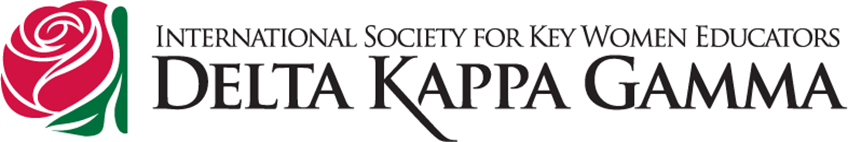 International Society for Key Women Educators
Delta Kappa Gamma